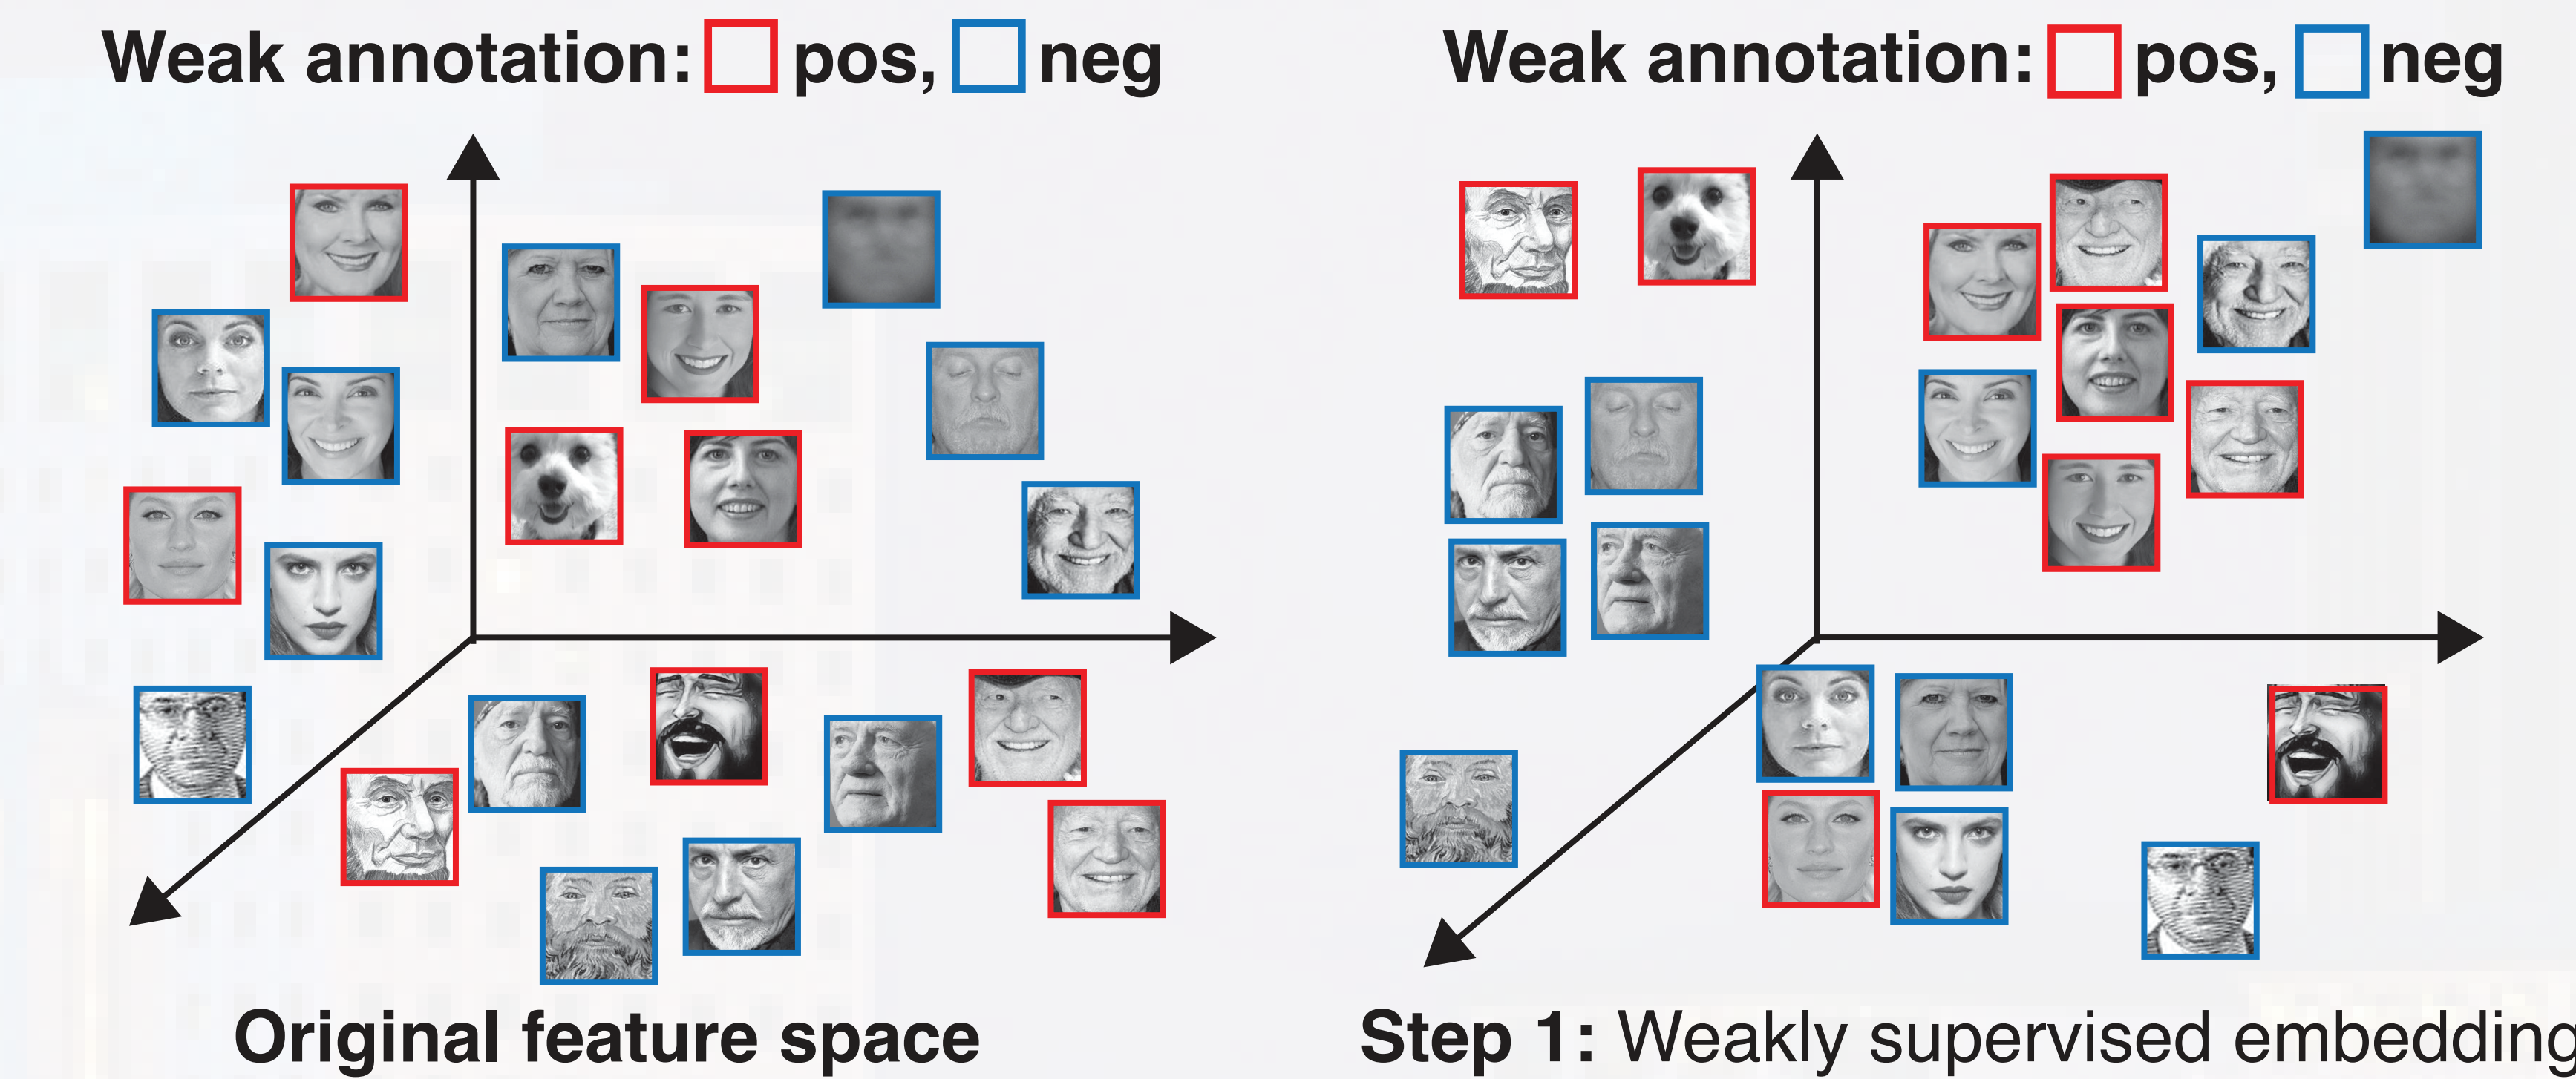 Weak annotation: pos, neg
Weak annotation: pos, neg
Original feature space
Step 1: Weakly supervised embedding